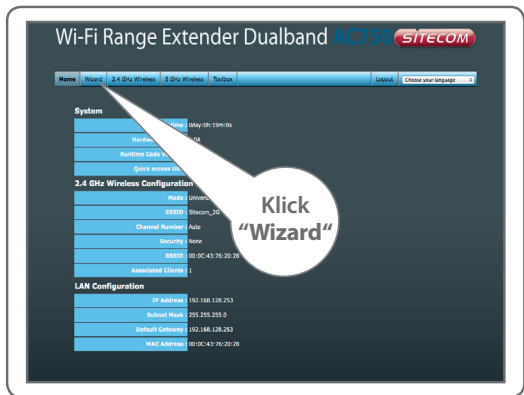 Wi-Fi Range Extender Dualband AC750 SITECOM
Home Wizard 2.4 GHz Wireless 5 GHz Wireless Toolbox Logout Choose your language
System
time : 0day:0h:19m:8s
Hardw
Runtime Code V
Quick access UR
2.4 GHz Wireless Configuration
Mode : Univers
ESSID : Sitecom_2G
Channel Number : Auto
Security : None
BSSID : 00:0C:43:76:20:28
Associated Clients : 1
LAN Configuration
IP Address : 192.168.128.253
Subnet Mask : 255.255.255.0
Default Gateway : 192.168.128.253
MAC Address : 00:0C:43:76:20:28
Klick
“Wizard“